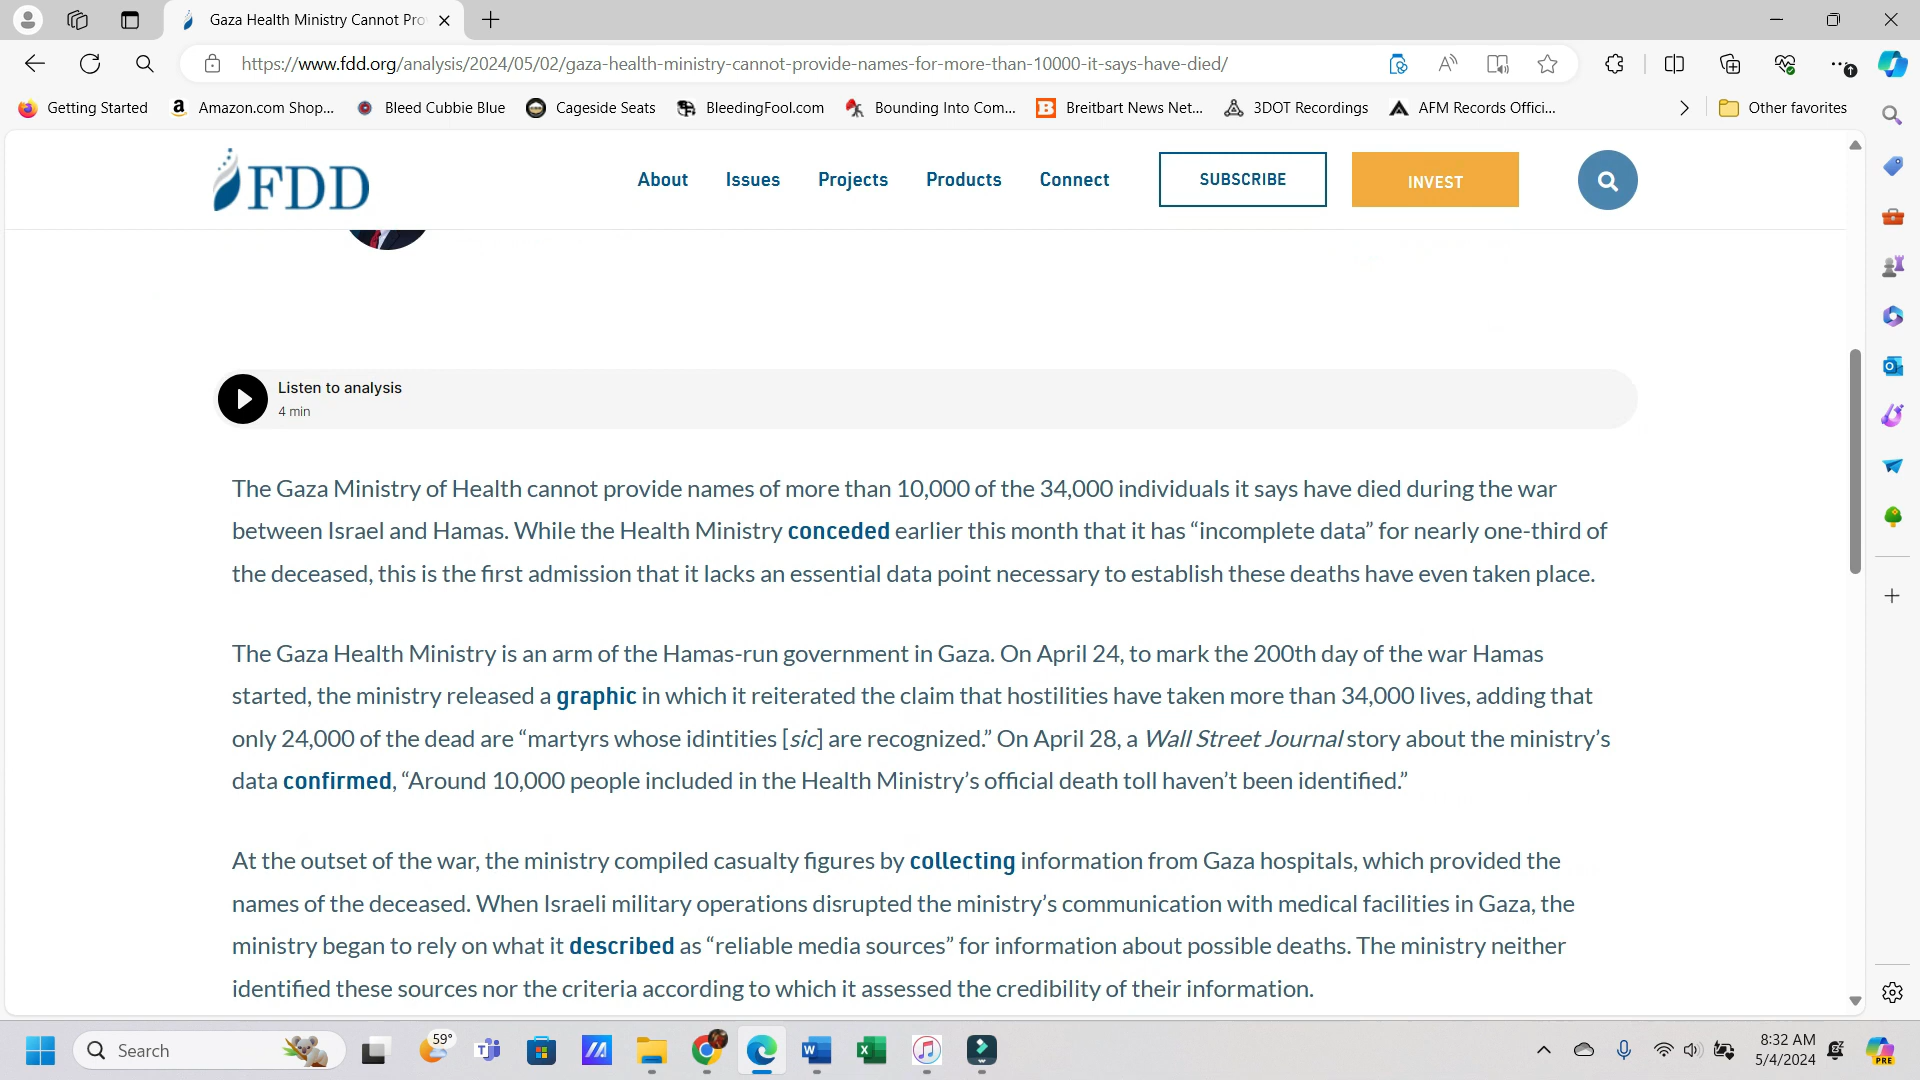 Gaza Health Ministry Cannot Pro
https://www.fdd.org/analysis/2024/05/02/gaza-health-ministry-cannot-provide-names-for-more-than-10000-it-says-have-died/
Getting Started
Amazon.com Shop...
Bleed Cubbie Blue
Cageside Seats
BleedingFool.com
Bounding Into Com...
Breitbart News Net...
3DOT Recordings
AFM Records Offici...
Other favorites
FDD
About
Issues
Projects
Products
Connect
SUBSCRIBE
INVEST
Listen to analysis
4 min
The Gaza Ministry of Health cannot provide names of more than 10,000 of the 34,000 individuals it says have died during the war
between Israel and Hamas. While the Health Ministry conceded earlier this month that it has “incomplete data” for nearly one-third of
the deceased, this is the first admission that it lacks an essential data point necessary to establish these deaths have even taken place.
The Gaza Health Ministry is an arm of the Hamas-run government in Gaza. On April 24, to mark the 200th day of the war Hamas
started, the ministry released a graphic in which it reiterated the claim that hostilities have taken more than 34,000 lives, adding that
only 24,000 of the dead are “martyrs whose idintities [sic] are recognized.” On April 28, a Wall Street Journal story about the ministry’s
data confirmed, “Around 10,000 people included in the Health Ministry’s official death toll haven’t been identified.”
At the outset of the war, the ministry compiled casualty figures by collecting information from Gaza hospitals, which provided the
names of the deceased. When Israeli military operations disrupted the ministry’s communication with medical facilities in Gaza, the
ministry began to rely on what it described as “reliable media sources” for information about possible deaths. The ministry neither
identified these sources nor the criteria according to which it assessed the credibility of their information.
Search
59°
8:32 AM
5/4/2024
PRE